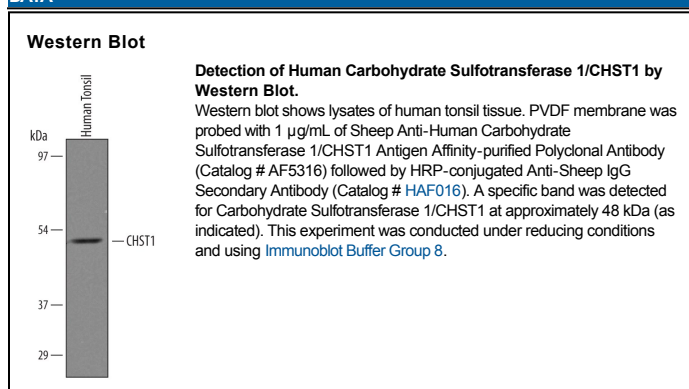 Western Blot
Human Tonsil
kDa
97
54
CHST1
37
29
Detection of Human Carbohydrate Sulfotransferase 1/CHST1 by
Western Blot.
Western blot shows lysates of human tonsil tissue. PVDF membrane was
probed with 1 µg/mL of Sheep Anti-Human Carbohydrate
Sulfotransferase 1/CHST1 Antigen Affinity-purified Polyclonal Antibody
(Catalog # AF5316) followed by HRP-conjugated Anti-Sheep IgG
Secondary Antibody (Catalog # HAF016). A specific band was detected
for Carbohydrate Sulfotransferase 1/CHST1 at approximately 48 kDa (as
indicated). This experiment was conducted under reducing conditions
and using Immunoblot Buffer Group 8.